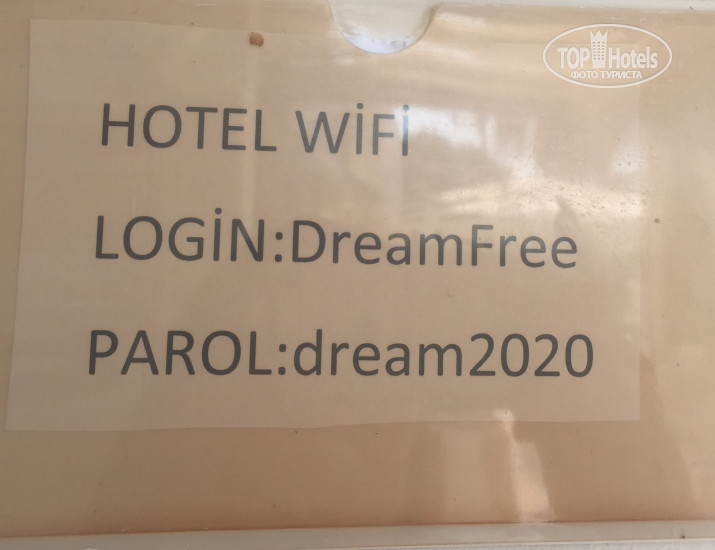 TOP Hotels
ФОТО ТУРИСТА
HOTEL WİFİ
LOGİN:DreamFree
PAROL:dream2020